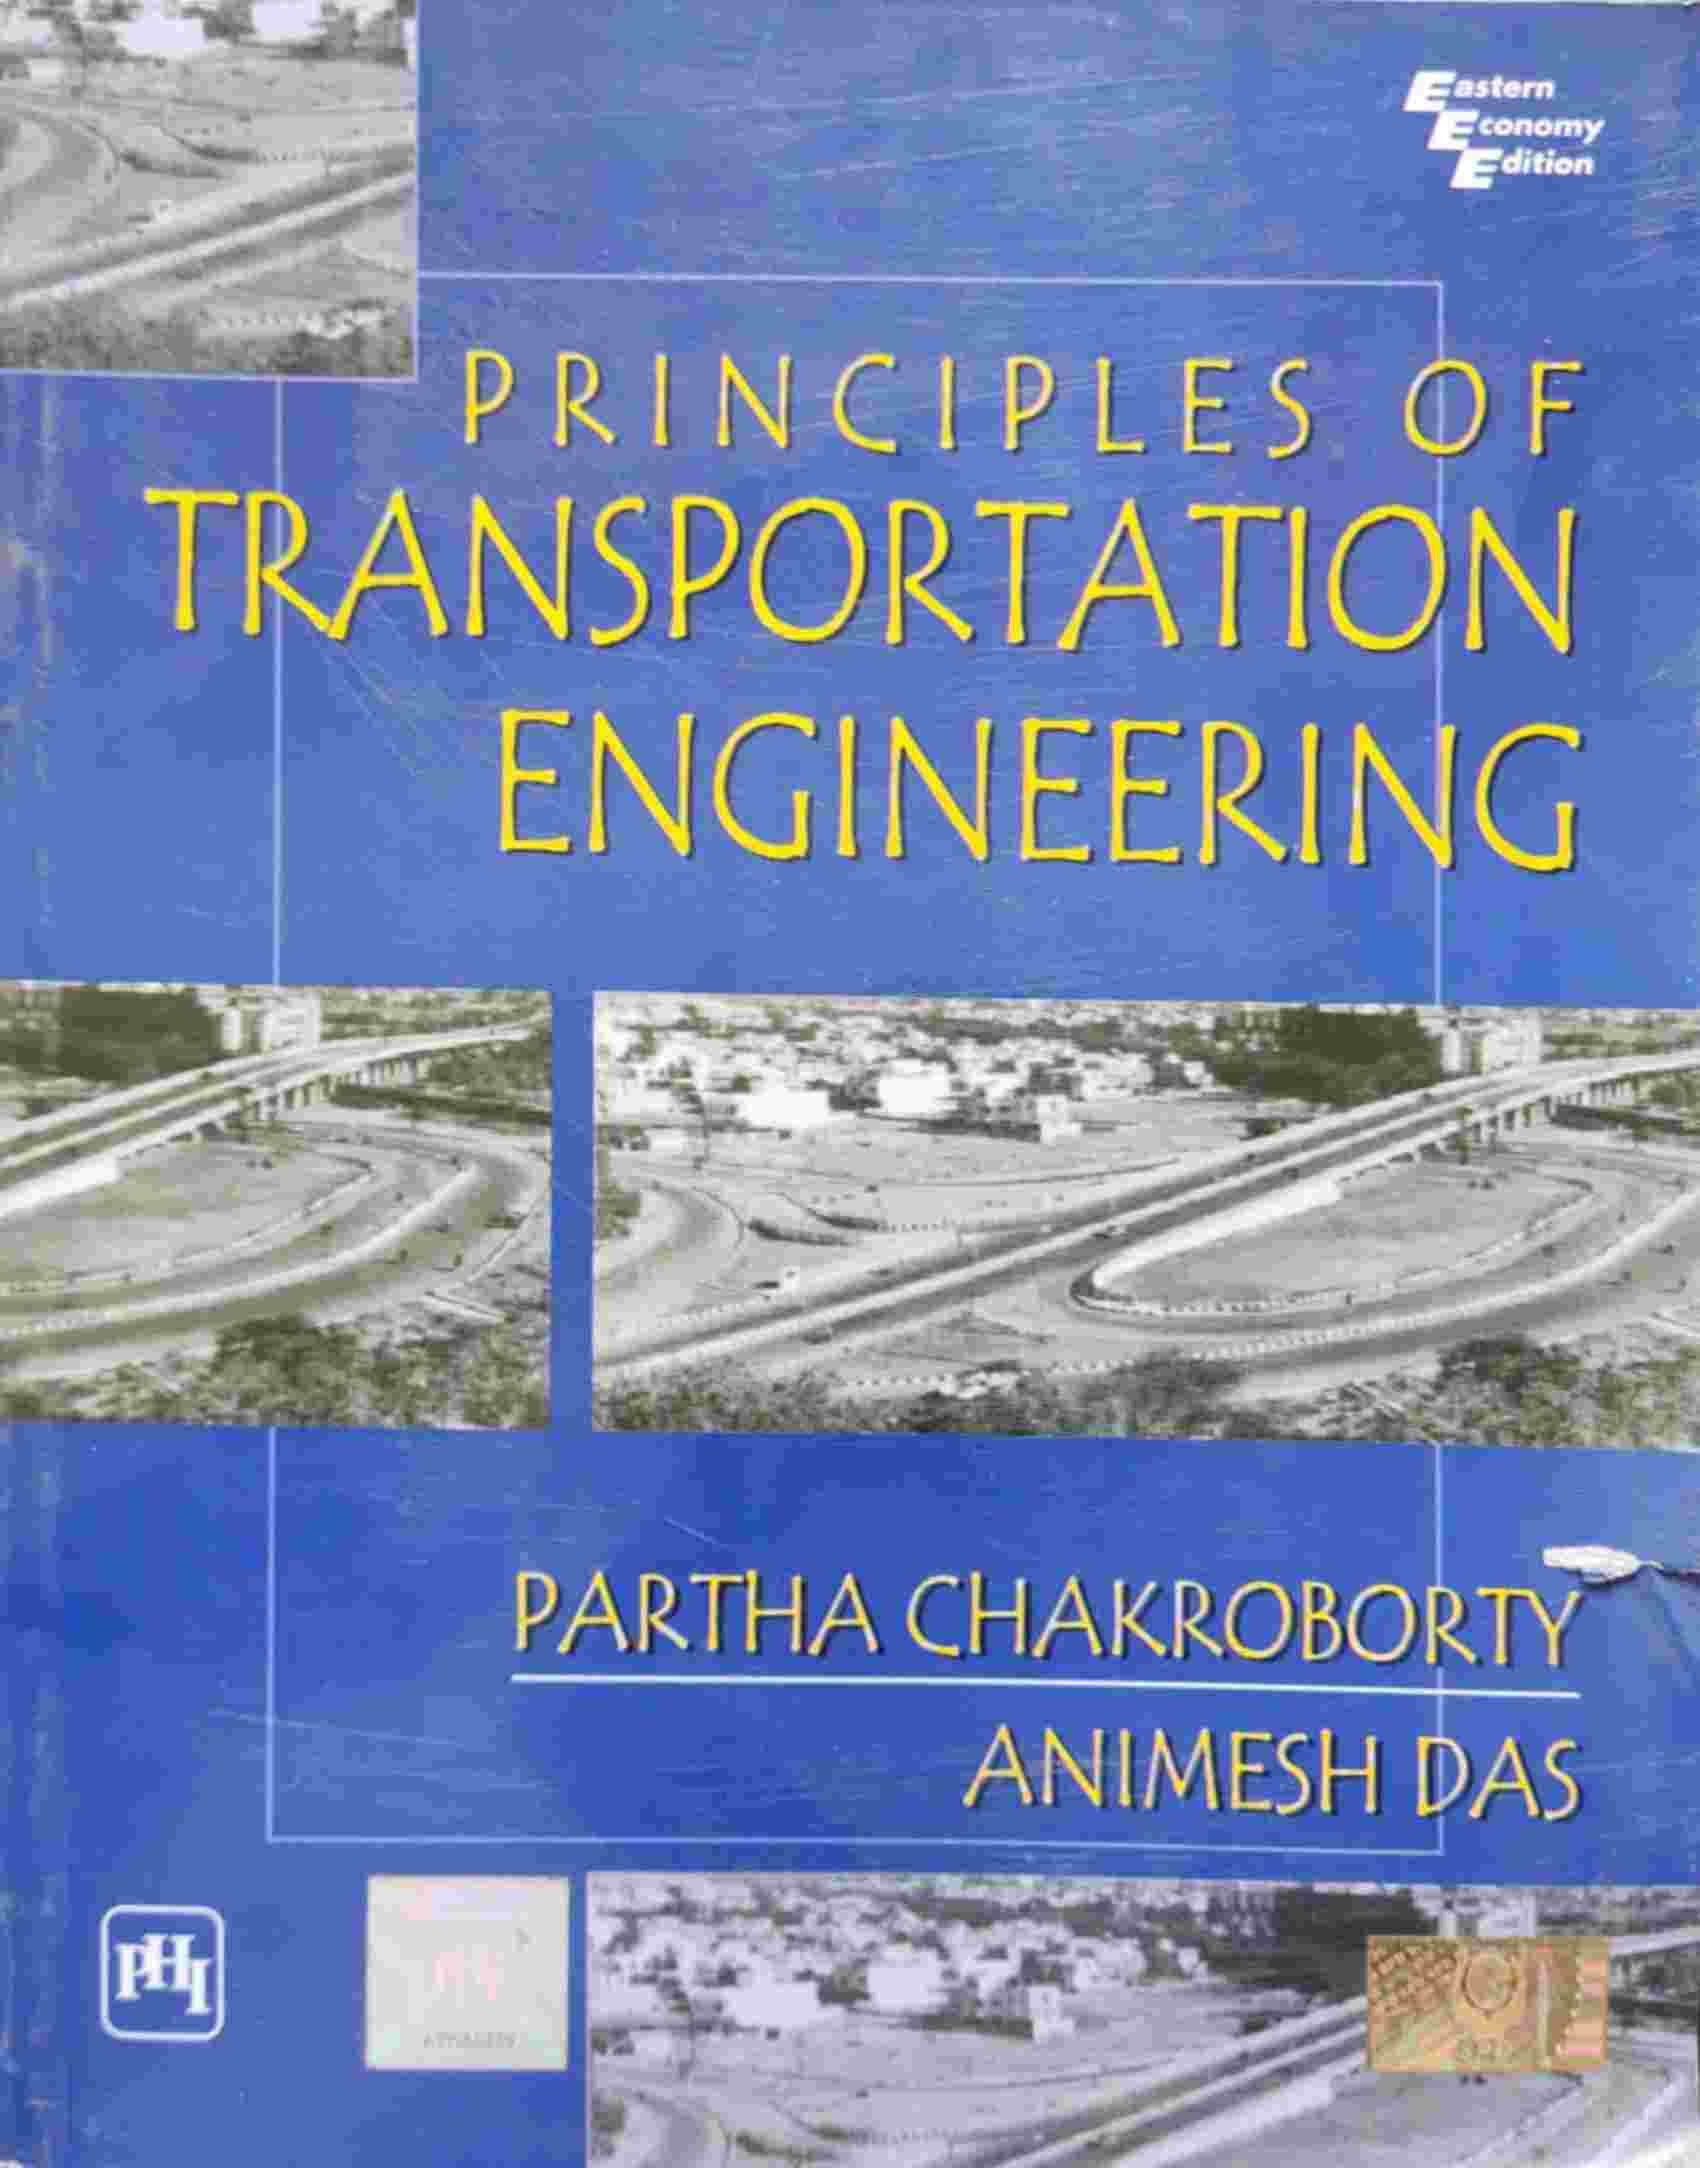 Eastern
Economy
Edition
PRINCIPLES OF
TRANSPORTATION
ENGINEERING
PARTHA CHAKROBORTY
ANIMESH DAS
PHI